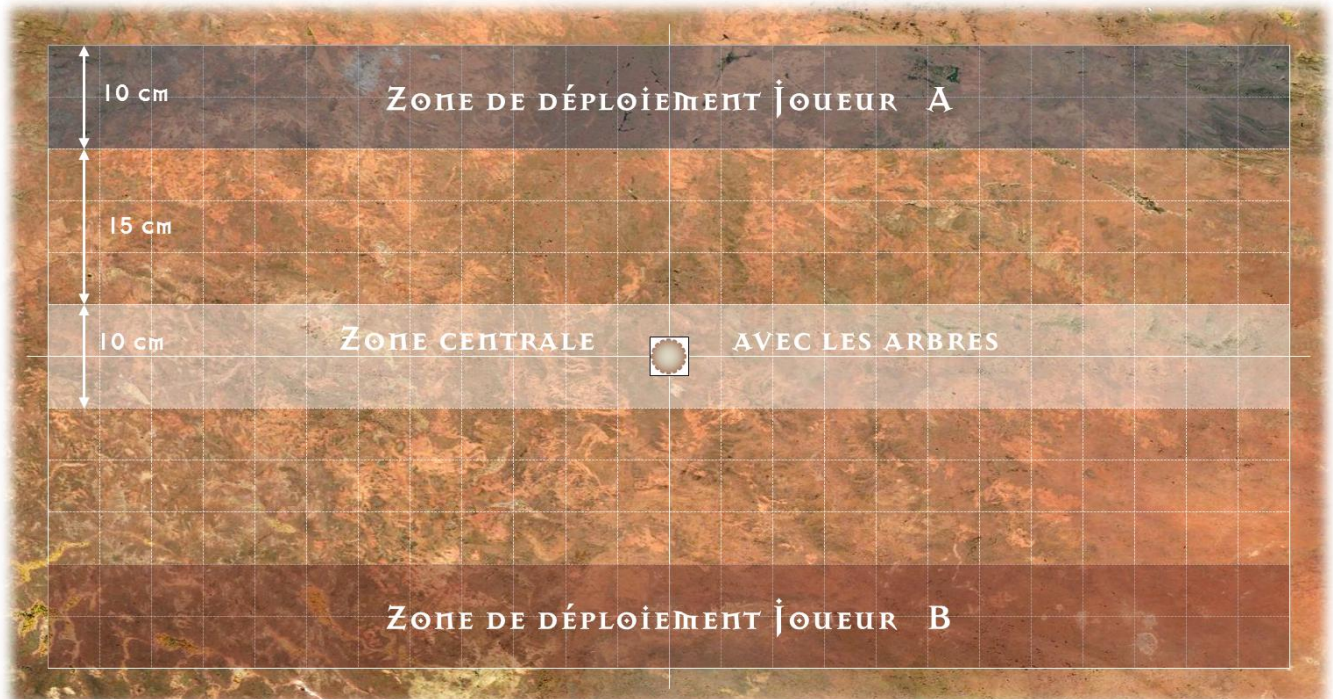 10 cm
Zone de déploiement Joueur A
15 cm
10 cm
Zone centrale avec les arbres
Zone de déploiement Joueur B